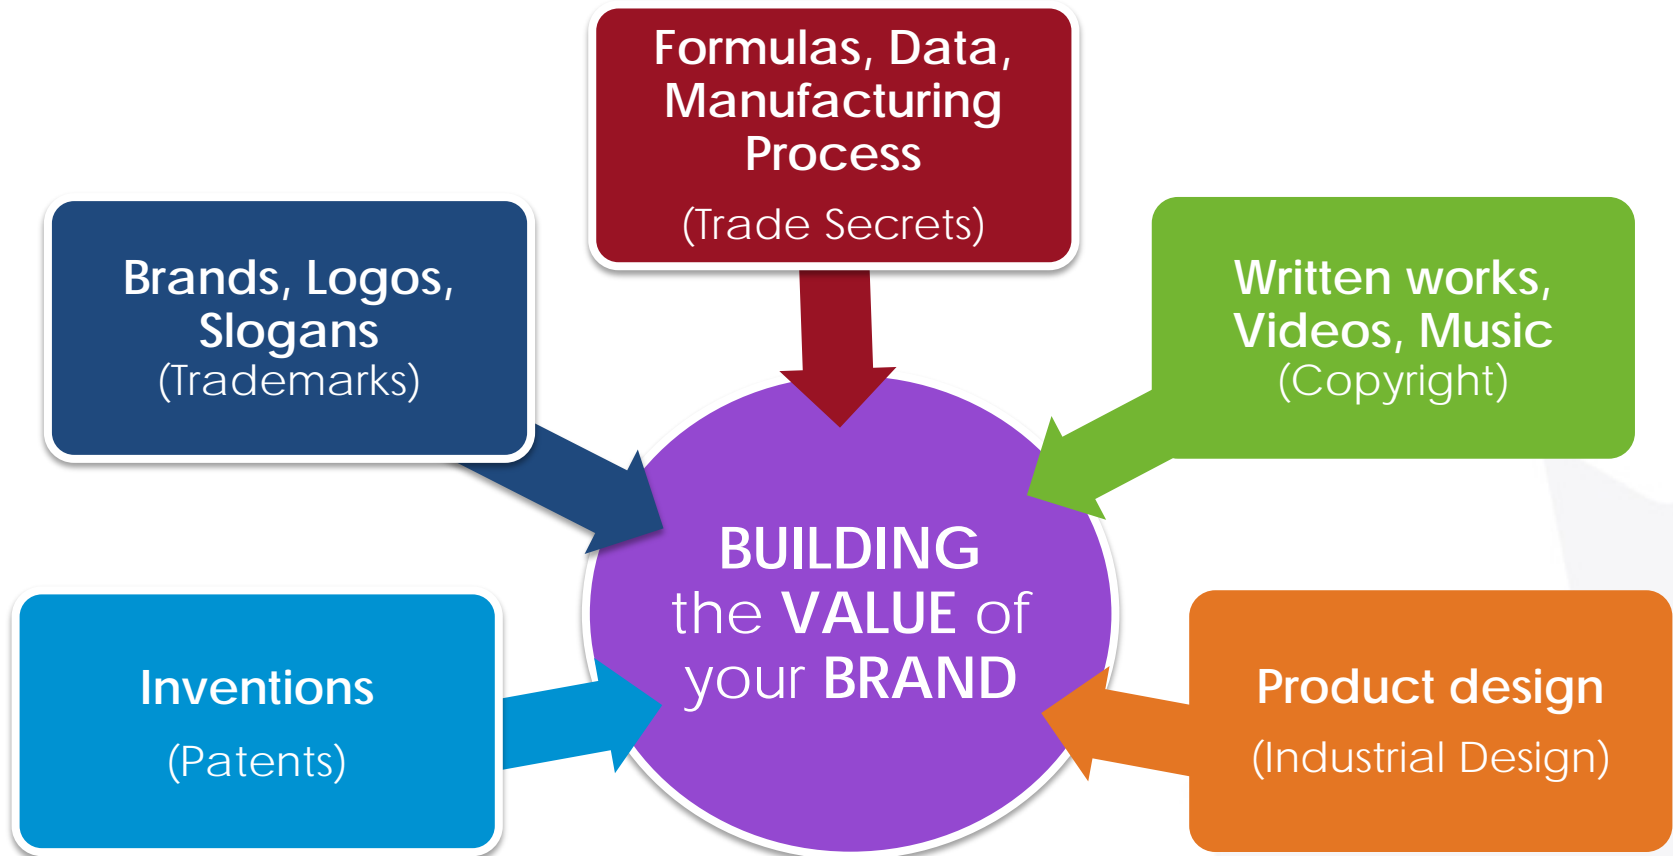 Formulas, Data,
Manufacturing
Process
(Trade Secrets)
Brands, Logos,
Slogans
(Trademarks)
Written works,
Videos, Music
(Copyright)
BUILDING
the VALUE of
your BRAND
Inventions
(Patents)
Product design
(Industrial Design)